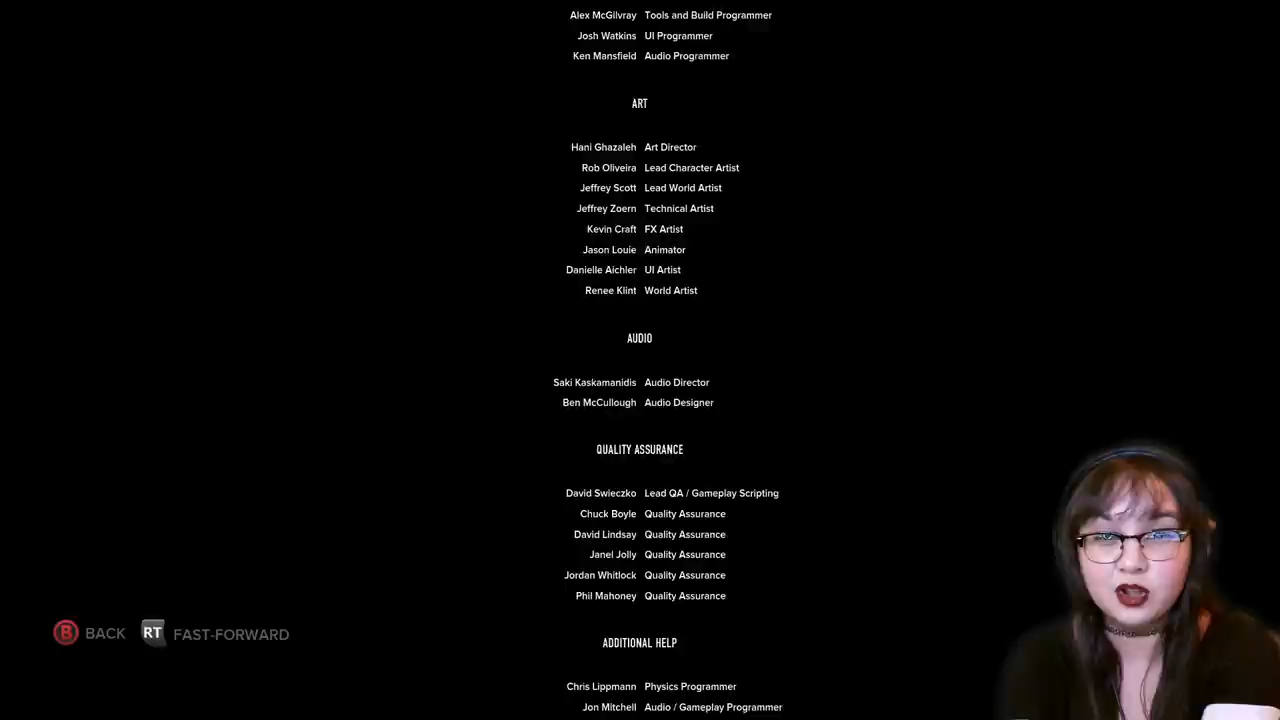 Alex McGilvray Tools and Build Programmer
Josh Watkins UI Programmer
Ken Mansfield Audio Programmer
ART
Hani Ghazaleh Art Director
Rob Oliveira Lead Character Artist
Jeffrey Scott Lead World Artist
Jeffrey Zoern Technical Artist
Kevin Craft FX Artist
Jason Louie Animator
Danielle Aichler UI Artist
Renee Klint World Artist
AUDIO
Saki Kaskamanidis Audio Director
Ben McCullough Audio Designer
QUALITY ASSURANCE
David Swieczko Lead QA / Gameplay Scripting
Chuck Boyle Quality Assurance
David Lindsay Quality Assurance
Janel Jolly Quality Assurance
Jordan Whitlock Quality Assurance
Phil Mahoney Quality Assurance
B BACK RT FAST-FORWARD
ADDITIONAL HELP
Chris Lippmann Physics Programmer
Jon Mitchell Audio / Gameplay Programmer